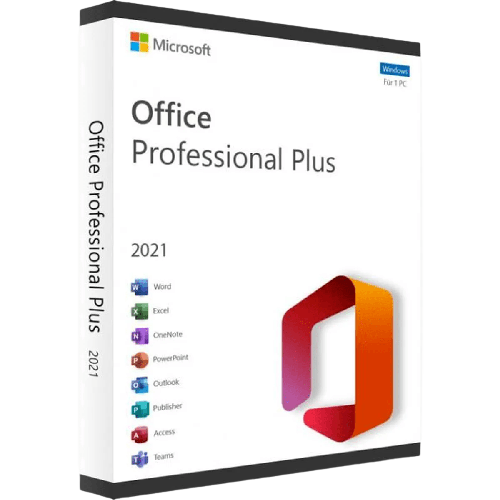 Microsoft
Windows
Für 1 PC
Office
Professional Plus
2021
Word
Excel
OneNote
PowerPoint
Outlook
Publisher
Access
Teams
Office Professional Plus 2021